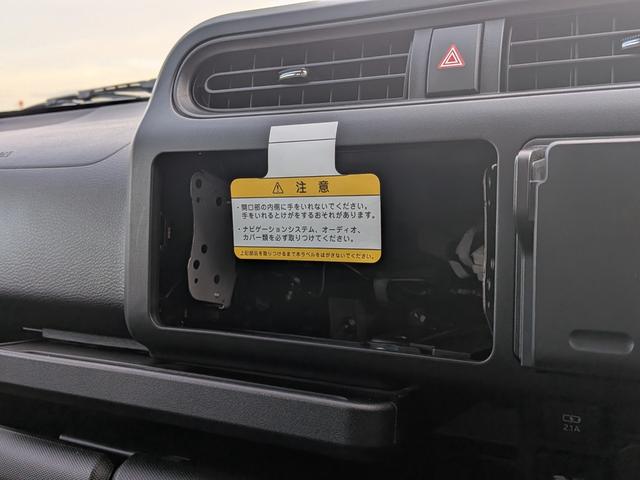 ⚠ 注意
・開口部の内側に手をいれないでください。
手をいれるとけがをするおそれがあります。
・ナビゲーションシステム、オーディオ、
カバー類を必ず取りつけてください。
上記部品を取りつけるまで本ラベルをはがさないでください。
2.1A